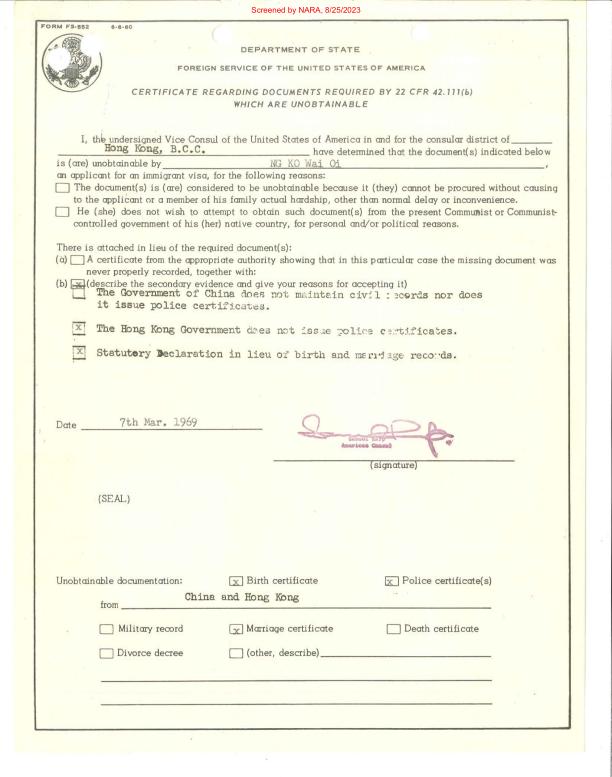 Screened by NARA, 8/25/2023
FORM FS-552 6-6-60
DEPARTMENT OF STATE
FOREIGN SERVICE OF THE UNITED STATES OF AMERICA
CERTIFICATE REGARDING DOCUMENTS REQUIRED BY 22 CFR 42.111(b)
WHICH ARE UNOBTAINABLE
I, the undersigned Vice Consul of the United States of America in and for the consular district of
Hong Kong, B.C.C. have determined that the document(s) indicated below
is (are) unobtainable by NG KO Wai Oi,
an applicant for an immigrant visa, for the following reasons:
The document(s) is (are) considered to be unobtainable because it (they) cannot be procured without causing
to the applicant or a member of his family actual hardship, other than normal delay or inconvenience.
He (she) does not wish to attempt to obtain such document(s) from the present Communist or Communist-
controlled government of his (her) native country, for personal and/or political reasons.
There is attached in lieu of the required document(s):
(a) A certificate from the appropriate authority showing that in this particular case the missing document was
never properly recorded, together with:
(b) x (describe the secondary evidence and give your reasons for accepting it)
The Government of China does not maintain civil records nor does
it issue police certificates.
x The Hong Kong Government does not issue police certificates.
x Statutory Declaration in lieu of birth and marriage records.
Date 7th Mar. 1969
American Consul
(signature)
(SEAL)
Unobtainable documentation: x Birth certificate x Police certificate(s)
from China and Hong Kong
Military record x Marriage certificate Death certificate
Divorce decree (other, describe)